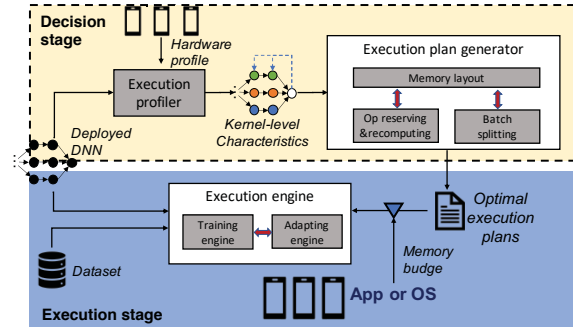 Decision
stage
Hardware
profile
Execution
profiler
Kernel-level
Characteristics
Execution plan generator
Memory layout
Op reserving
&recomputing
Batch
splitting
Deployed
DNN
Execution engine
Training
engine
Adapting
engine
Optimal
execution
plans
Memory
budge
Dataset
App or OS
Execution stage